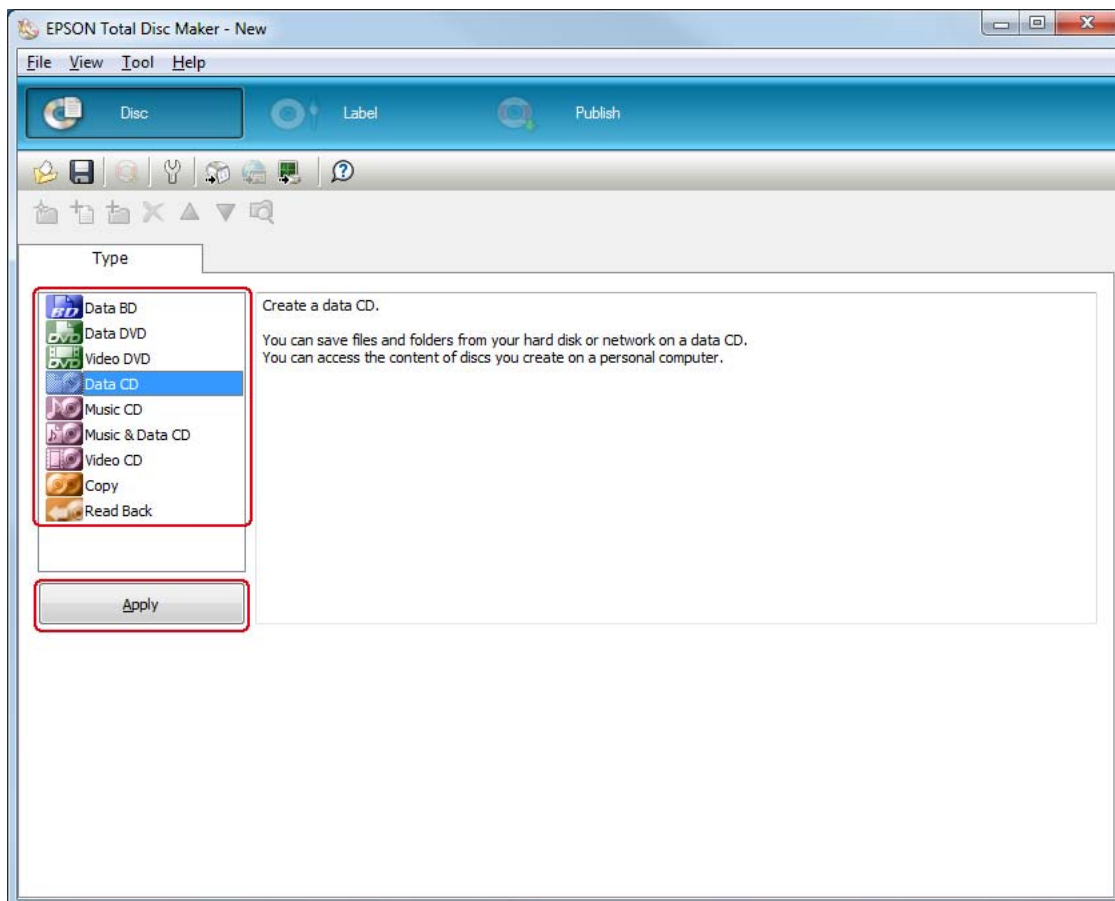 EPSON Total Disc Maker - New
File View Tool Help
Disc Label Publish
Type
Data BD
Data DVD
Video DVD
Data CD
Music CD
Music & Data CD
Video CD
Copy
Read Back
Apply
Create a data CD.
You can save files and folders from your hard disk or network on a data CD.
You can access the content of discs you create on a personal computer.